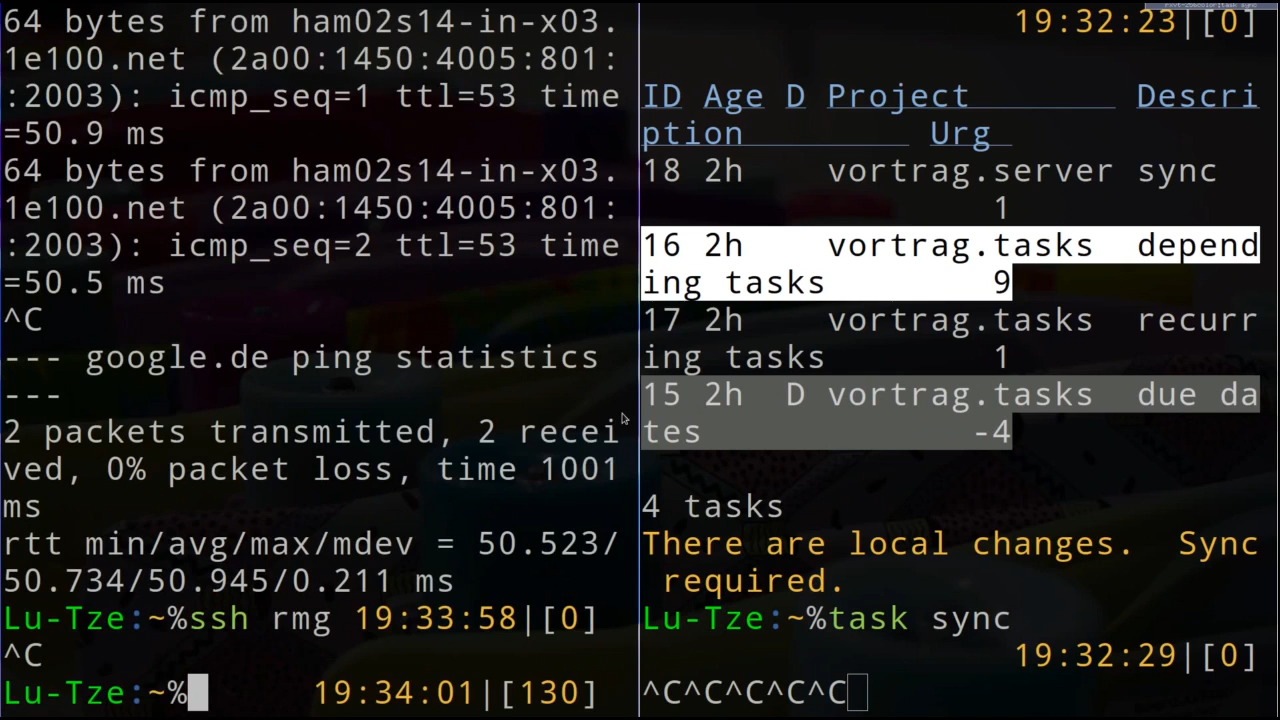 64 bytes from ham02s14-in-x03.
1e100.net (2a00:1450:4005:801:
:2003): icmp_seq=1 ttl=53 time
=50.9 ms
64 bytes from ham02s14-in-x03.
1e100.net (2a00:1450:4005:801:
:2003): icmp_seq=2 ttl=53 time
=50.5 ms
^C
--- google.de ping statistics
---
2 packets transmitted, 2 recei
ved, 0% packet loss, time 1001
ms
rtt min/avg/max/mdev = 50.523/
50.734/50.945/0.211 ms
Lu-Tze:~%ssh rmg 19:33:58|[0]
^C
Lu-Tze:~% 19:34:01|[130]
19:32:23|[0]
ID Age D Project Descri
ption Urg
18 2h vortrag.server sync
1
16 2h vortrag.tasks depend
ing tasks 9
17 2h vortrag.tasks recurr
ing tasks 1
15 2h D vortrag.tasks due da
tes -4
4 tasks
There are local changes.  Sync
required.
Lu-Tze:~%task sync
19:32:29|[0]
^C^C^C^C^C